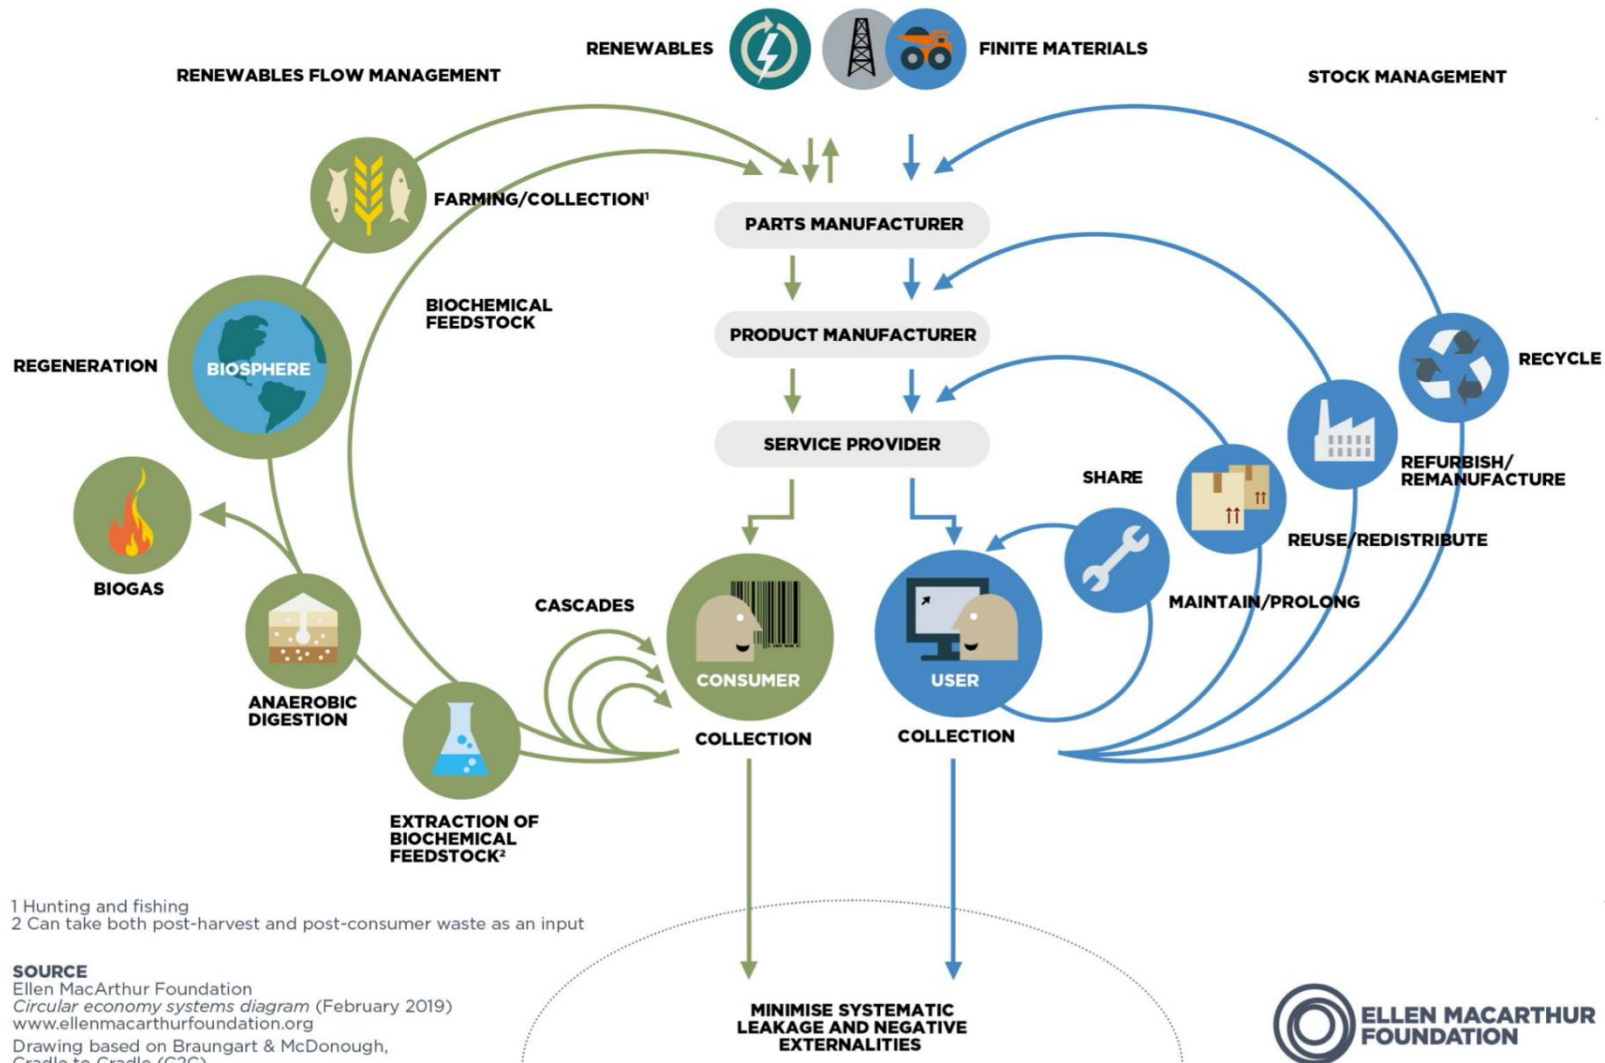 RENEWABLES
FINITE MATERIALS
RENEWABLES FLOW MANAGEMENT
STOCK MANAGEMENT
FARMING/COLLECTION¹
PARTS MANUFACTURER
BIOCHEMICAL
FEEDSTOCK
PRODUCT MANUFACTURER
REGENERATION
BIOSPHERE
RECYCLE
SERVICE PROVIDER
SHARE
REFURBISH/
REMANUFACTURE
REUSE/REDISTRIBUTE
BIOGAS
CASCADES
MAINTAIN/PROLONG
CONSUMER
USER
ANAEROBIC
DIGESTION
COLLECTION
COLLECTION
EXTRACTION OF
BIOCHEMICAL
FEEDSTOCK²
1 Hunting and fishing
2 Can take both post-harvest and post-consumer waste as an input
SOURCE
Ellen MacArthur Foundation
Circular economy systems diagram (February 2019)
www.ellenmacarthurfoundation.org
Drawing based on Braungart & McDonough,
Cradle to Cradle (C2C)
MINIMISE SYSTEMATIC
LEAKAGE AND NEGATIVE
EXTERNALITIES
ELLEN MACARTHUR
FOUNDATION